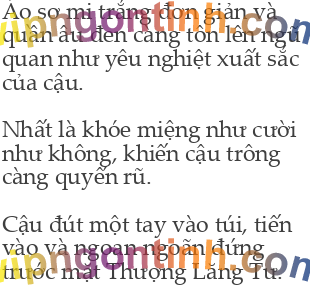 Áo sơ mi trắng đơn giản và
quần âu đen càng tôn lên ngũ
quan như yêu nghiệt xuất sắc
của cậu.
Nhất là khóe miệng như cười
như không, khiến cậu trông
càng quyến rũ.
Cậu đút một tay vào túi, tiến
vào và ngoan ngoãn đứng
trước mặt Thượng Lăng Tư.